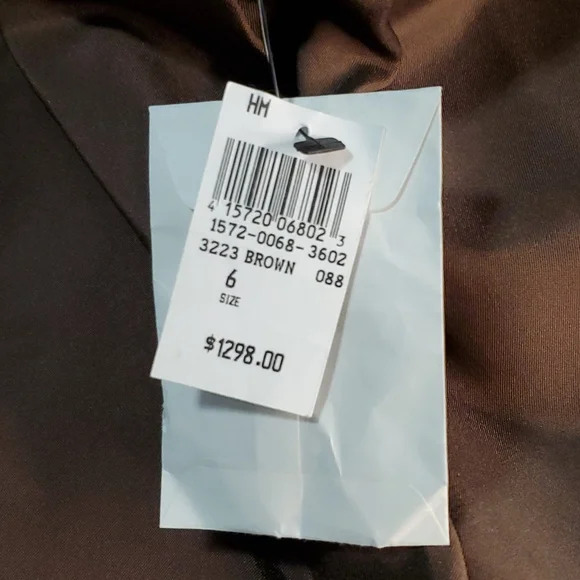 HM
4 15720 06802 3
1572-0068-3602
3223 BROWN 088
6
SIZE
$1298.00